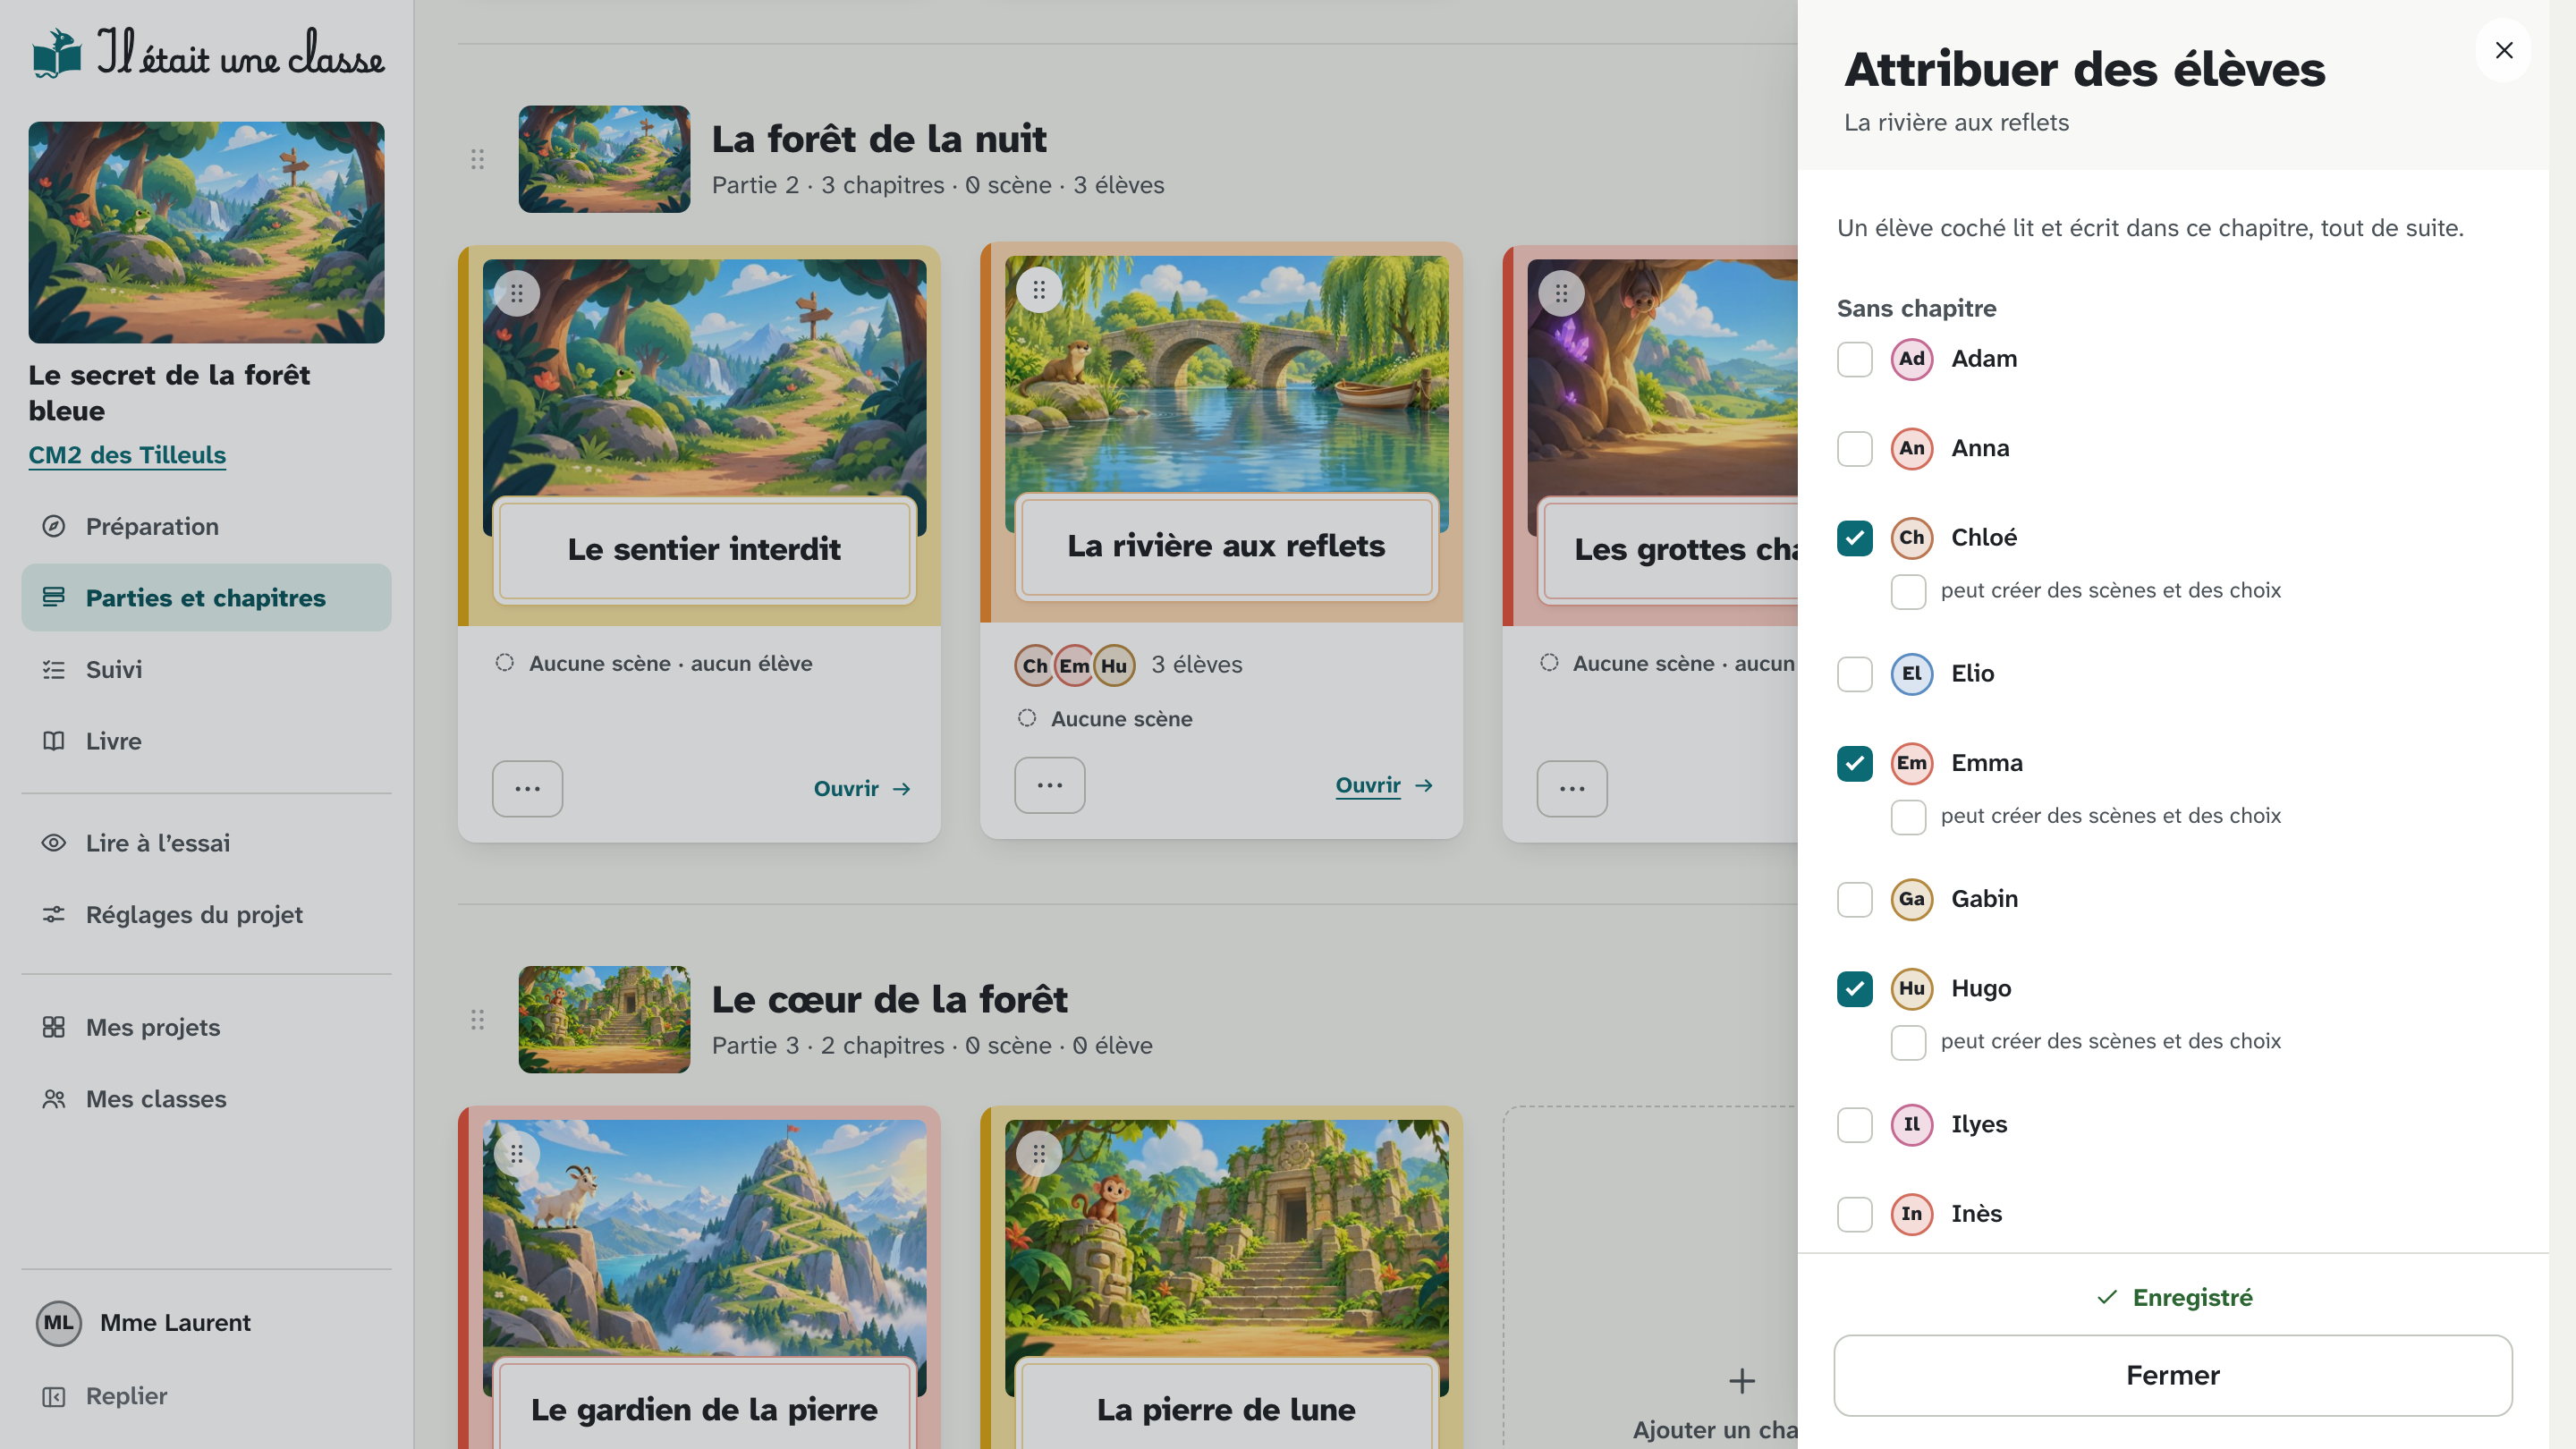 Il était une classe
Le secret de la forêt
bleue
CM2 des Tilleuls
Préparation
Parties et chapitres
Suivi
Livre
Lire à l’essai
Réglages du projet
Mes projets
Mes classes
ML Mme Laurent
Replier
La forêt de la nuit
Partie 2 · 3 chapitres · 0 scène · 3 élèves
Le sentier interdit
Aucune scène · aucun élève
Ouvrir
La rivière aux reflets
Ch Em Hu 3 élèves
Aucune scène
Ouvrir
Les grottes cha
Aucune scène · aucun
Le cœur de la forêt
Partie 3 · 2 chapitres · 0 scène · 0 élève
Le gardien de la pierre
La pierre de lune
Ajouter un cha
Attribuer des élèves
La rivière aux reflets
Un élève coché lit et écrit dans ce chapitre, tout de suite.
Sans chapitre
Ad Adam
An Anna
Ch Chloé
peut créer des scènes et des choix
El Elio
Em Emma
peut créer des scènes et des choix
Ga Gabin
Hu Hugo
peut créer des scènes et des choix
Il Ilyes
In Inès
Enregistré
Fermer